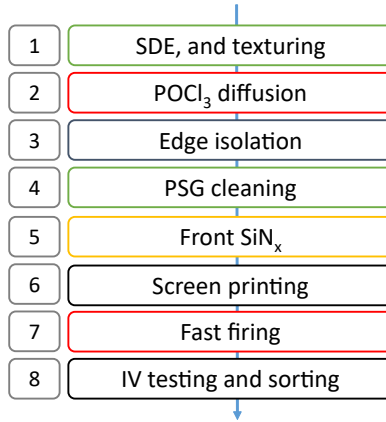 1 SDE, and texturing
2 POCl₃ diffusion
3 Edge isolation
4 PSG cleaning
5 Front SiNₓ
6 Screen printing
7 Fast firing
8 IV testing and sorting